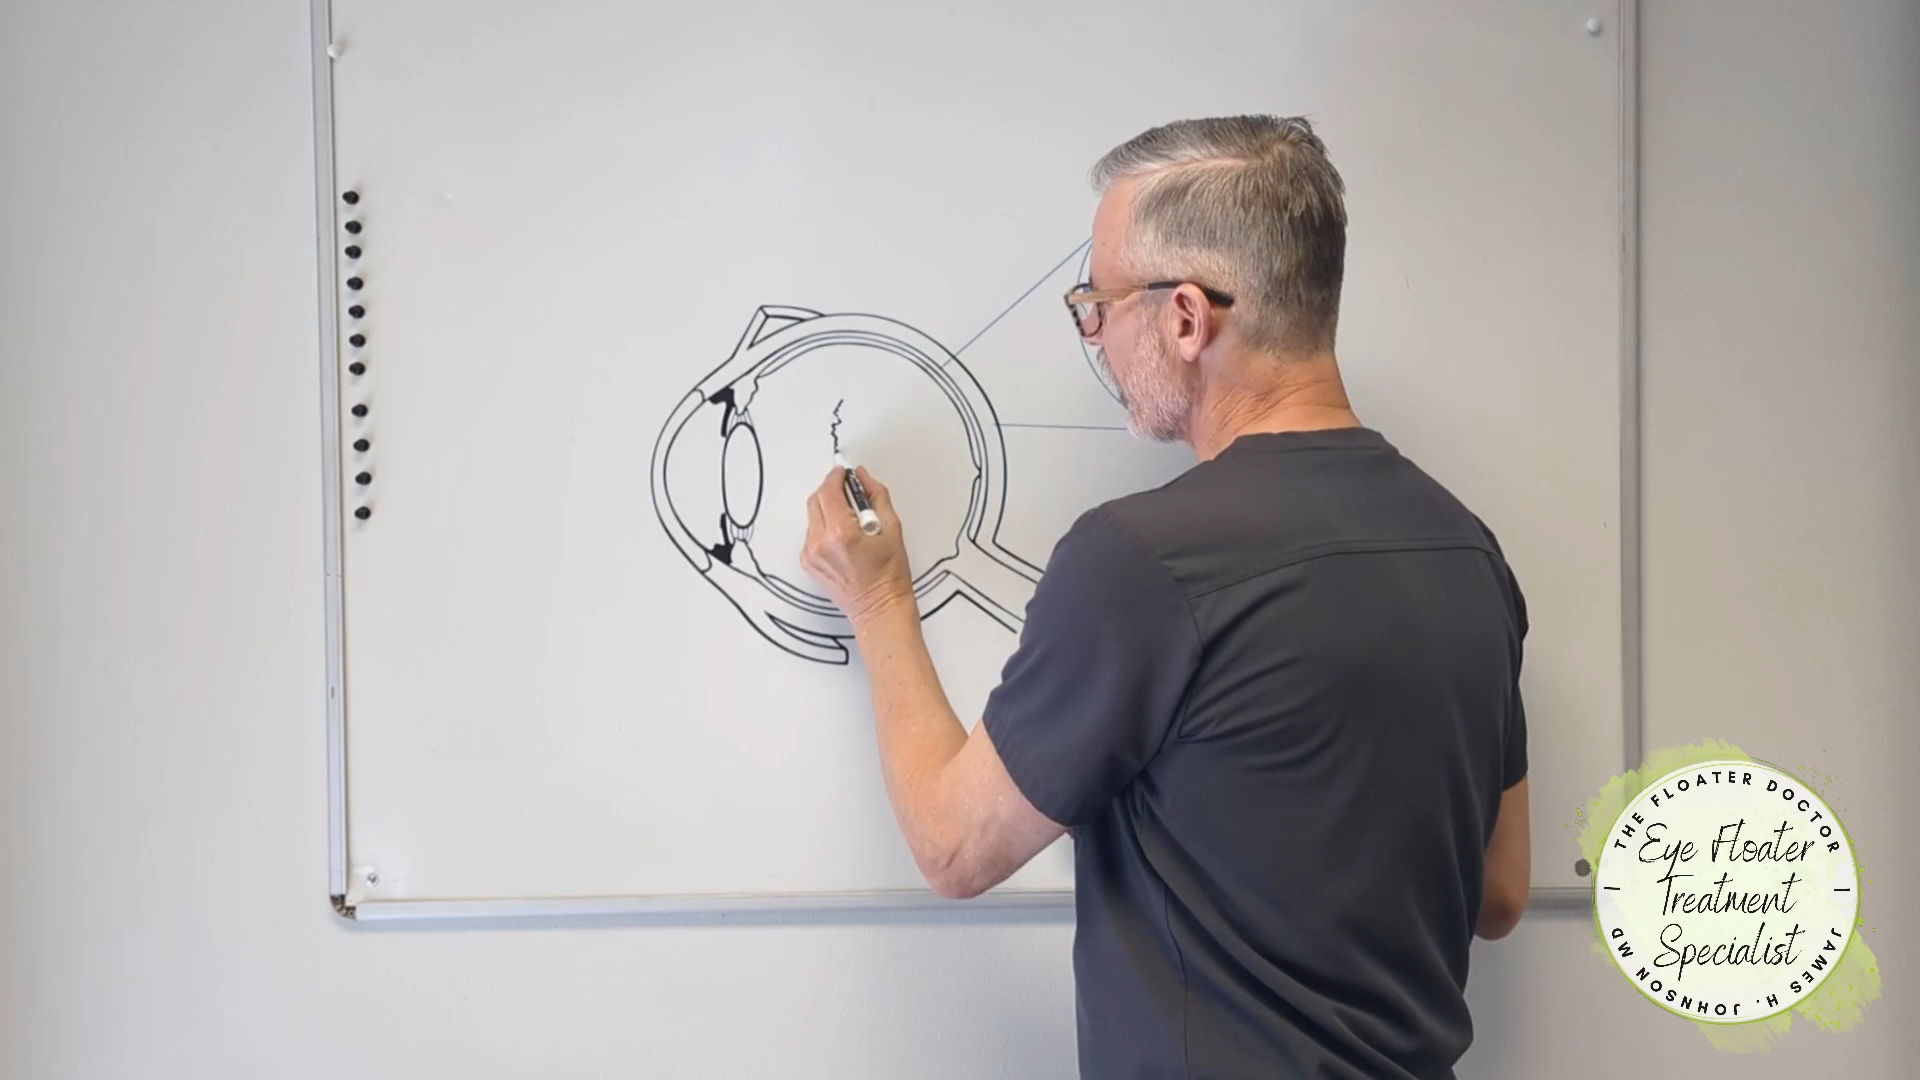 THE FLOATER DOCTOR
Eye Floater
Treatment
Specialist
JAMES H. JOHNSON MD